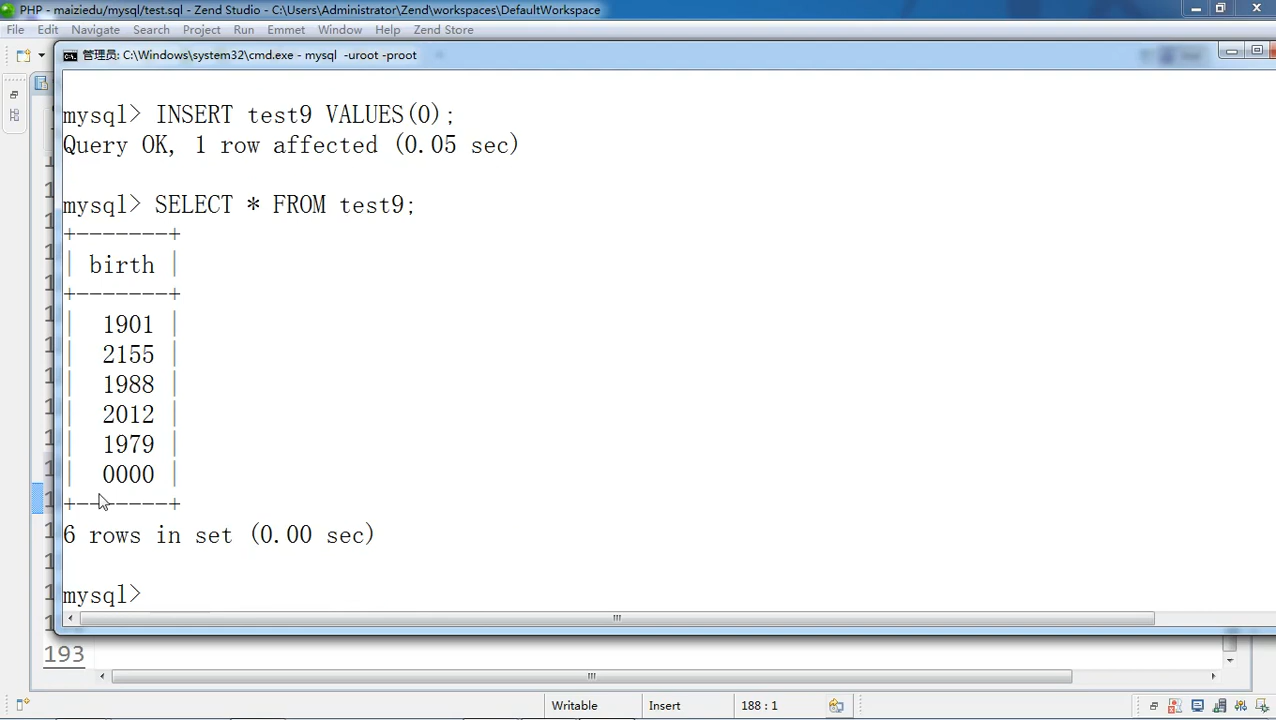 PHP - maiziedu/mysql/test.sql - Zend Studio - C:\Users\Administrator\Zend\workspaces\DefaultWorkspace
File Edit Navigate Search Project Run Emmet Window Help Zend Store
管理员: C:\Windows\system32\cmd.exe - mysql -uroot -proot
mysql> INSERT test9 VALUES(0);
Query OK, 1 row affected (0.05 sec)
mysql> SELECT * FROM test9;
+-------+
| birth |
+-------+
| 1901 |
| 2155 |
| 1988 |
| 2012 |
| 1979 |
| 0000 |
+-------+
6 rows in set (0.00 sec)
mysql>
193
Writable Insert 188 : 1